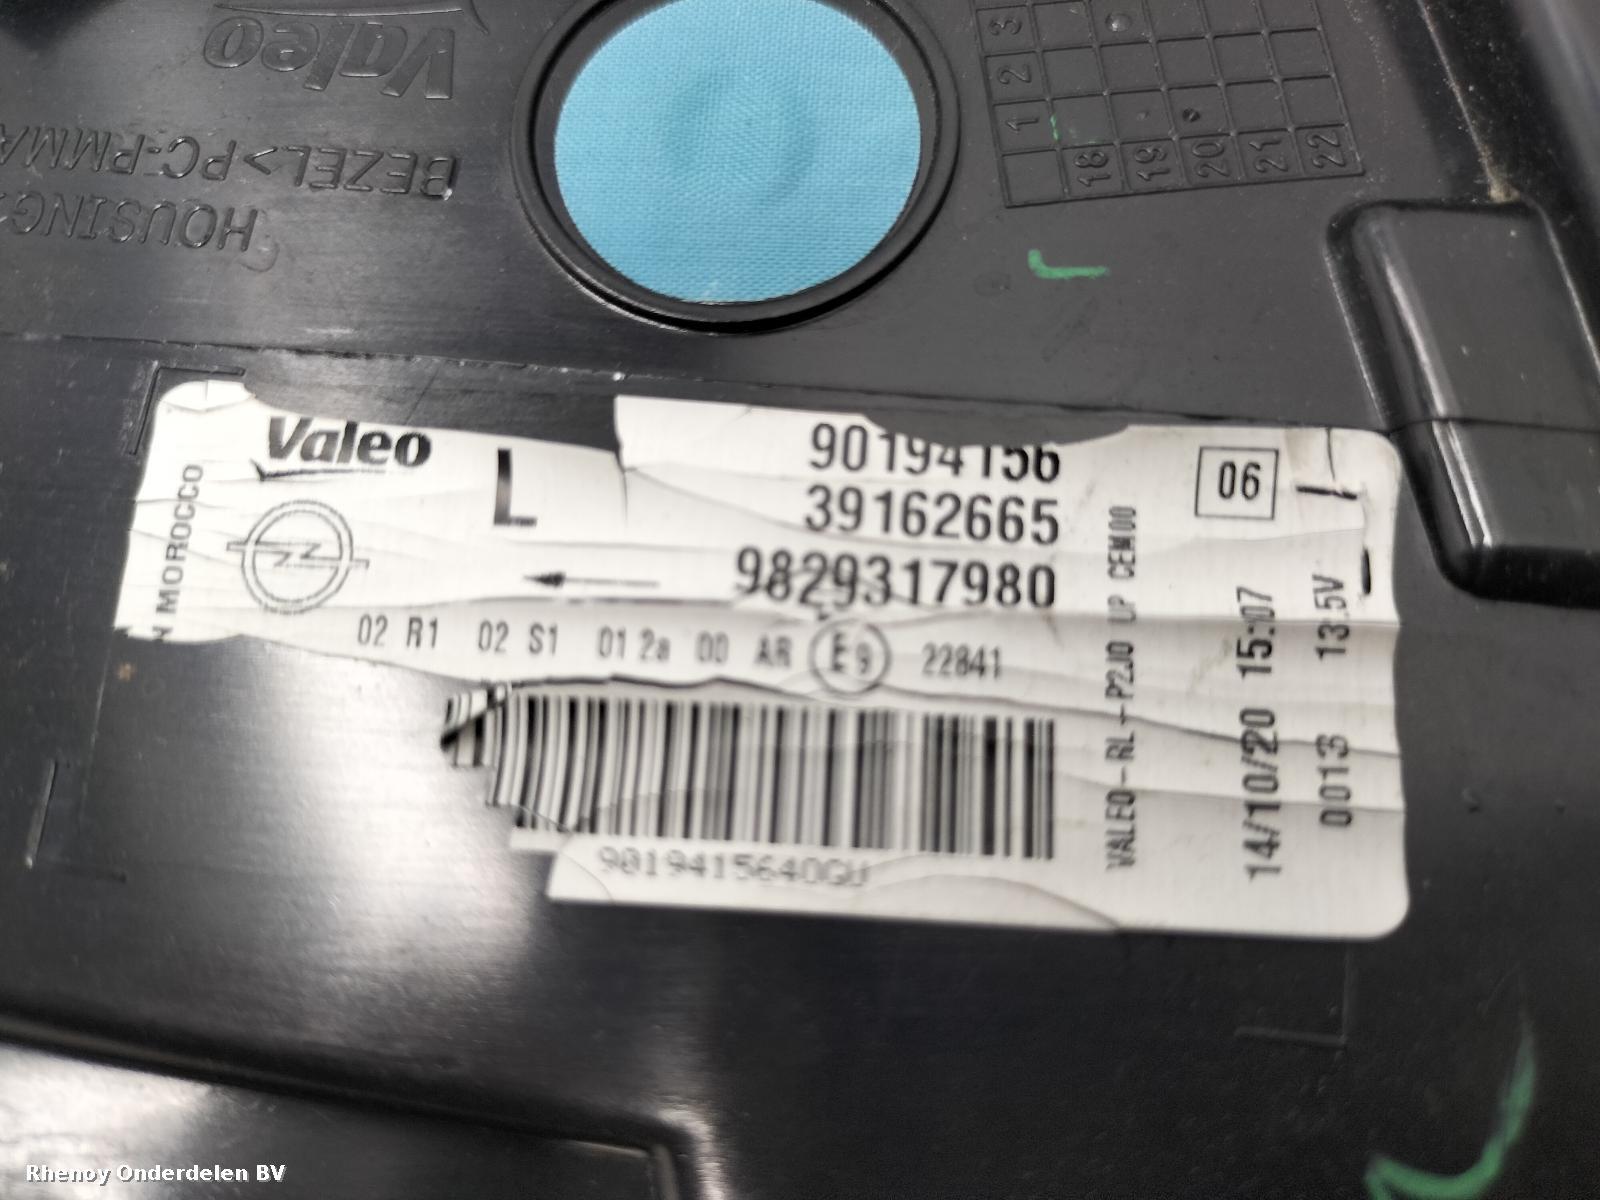 Valeo
BEZEL>PC-PMMA
HOUSING:
3
2
1
18 19 20 21 22
Valeo
L
90194156
39162665
9829317980
MOROCCO
02 R1 02 S1 01 2a 00 AR E9 22841
9019415640GU
VALEO-RL-P2JO UP CEM00
06
14/10/20 15:07
0013 13.5V
Rhenoy Onderdelen BV